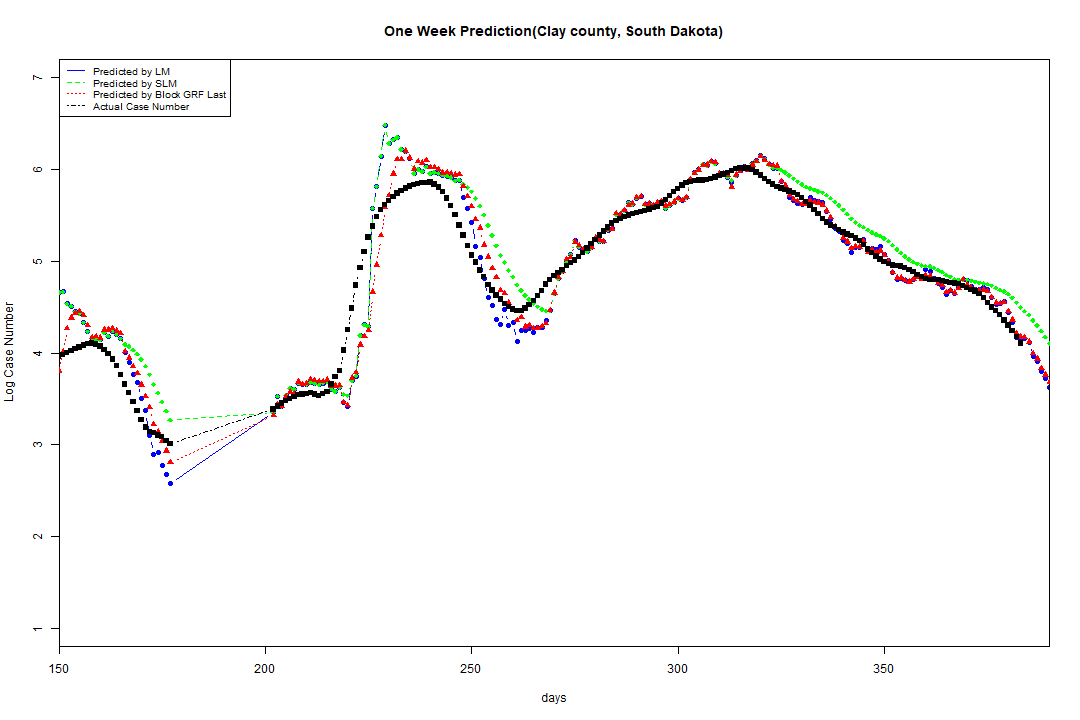 One Week Prediction(Clay county, South Dakota)
Predicted by LM
Predicted by SLM
Predicted by Block GRF Last
Actual Case Number
7
6
5
4
3
2
1
Log Case Number
150 200 250 300 350
days